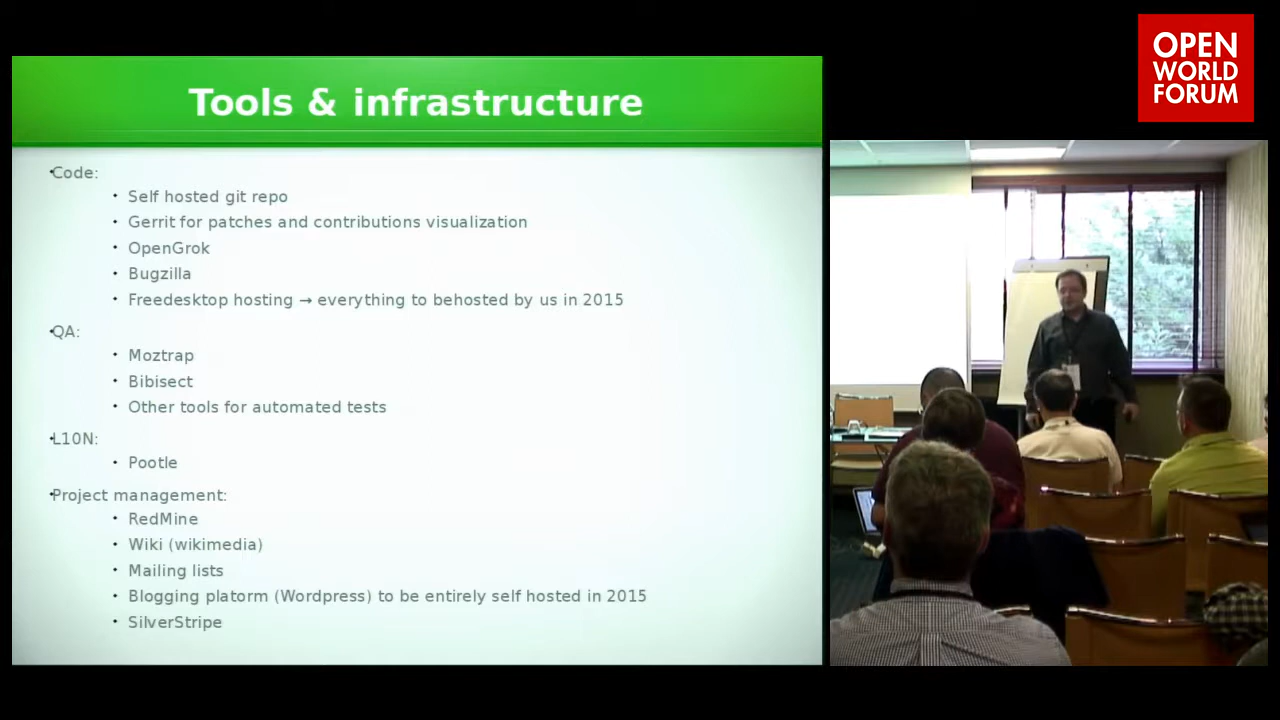 OPEN
WORLD
FORUM
Tools & infrastructure
•Code:
• Self hosted git repo
• Gerrit for patches and contributions visualization
• OpenGrok
• Bugzilla
• Freedesktop hosting → everything to behosted by us in 2015
•QA:
• Moztrap
• Bibisect
• Other tools for automated tests
•L10N:
• Pootle
•Project management:
• RedMine
• Wiki (wikimedia)
• Mailing lists
• Blogging platorm (Wordpress) to be entirely self hosted in 2015
• SilverStripe